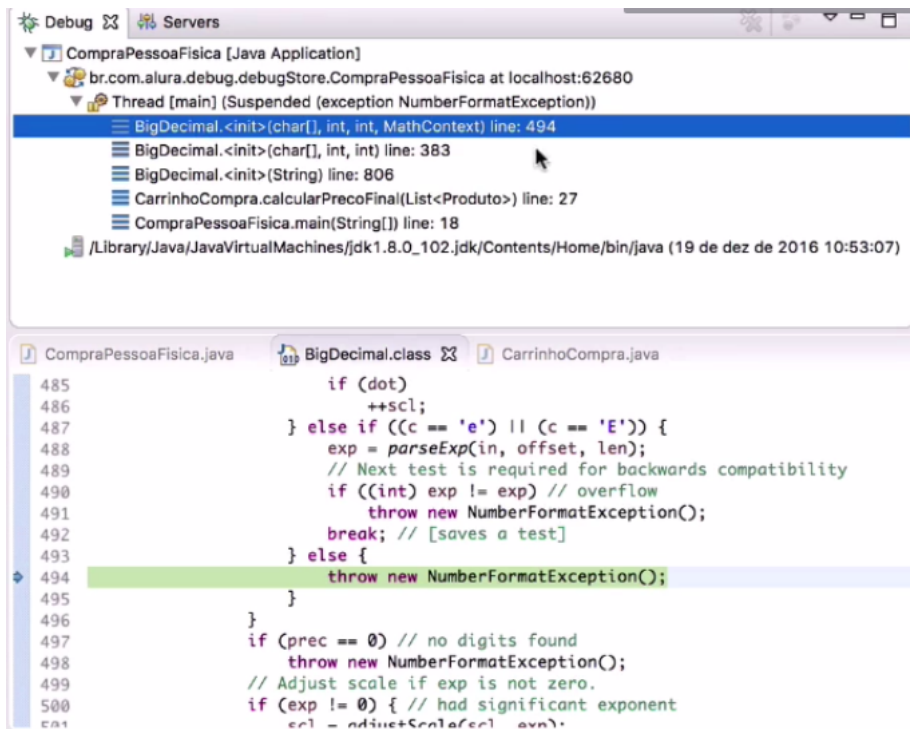 Debug Servers
CompraPessoaFisica [Java Application]
br.com.alura.debug.debugStore.CompraPessoaFisica at localhost:62680
Thread [main] (Suspended (exception NumberFormatException))
BigDecimal.<init>(char[], int, int, MathContext) line: 494
BigDecimal.<init>(char[], int, int) line: 383
BigDecimal.<init>(String) line: 806
CarrinhoCompra.calcularPrecoFinal(List<Produto>) line: 27
CompraPessoaFisica.main(String[]) line: 18
/Library/Java/JavaVirtualMachines/jdk1.8.0_102.jdk/Contents/Home/bin/java (19 de dez de 2016 10:53:07)
CompraPessoaFisica.java BigDecimal.class CarrinhoCompra.java
485 if (dot)
486 ++scl;
487 } else if ((c == 'e') || (c == 'E')) {
488 exp = parseExp(in, offset, len);
489 // Next test is required for backwards compatibility
490 if ((int) exp != exp) // overflow
491 throw new NumberFormatException();
492 break; // [saves a test]
493 } else {
494 throw new NumberFormatException();
495 }
496 }
497 if (prec == 0) // no digits found
498 throw new NumberFormatException();
499 // Adjust scale if exp is not zero.
500 if (exp != 0) { // had significant exponent
501 scl = adjustScale(scl, exp);